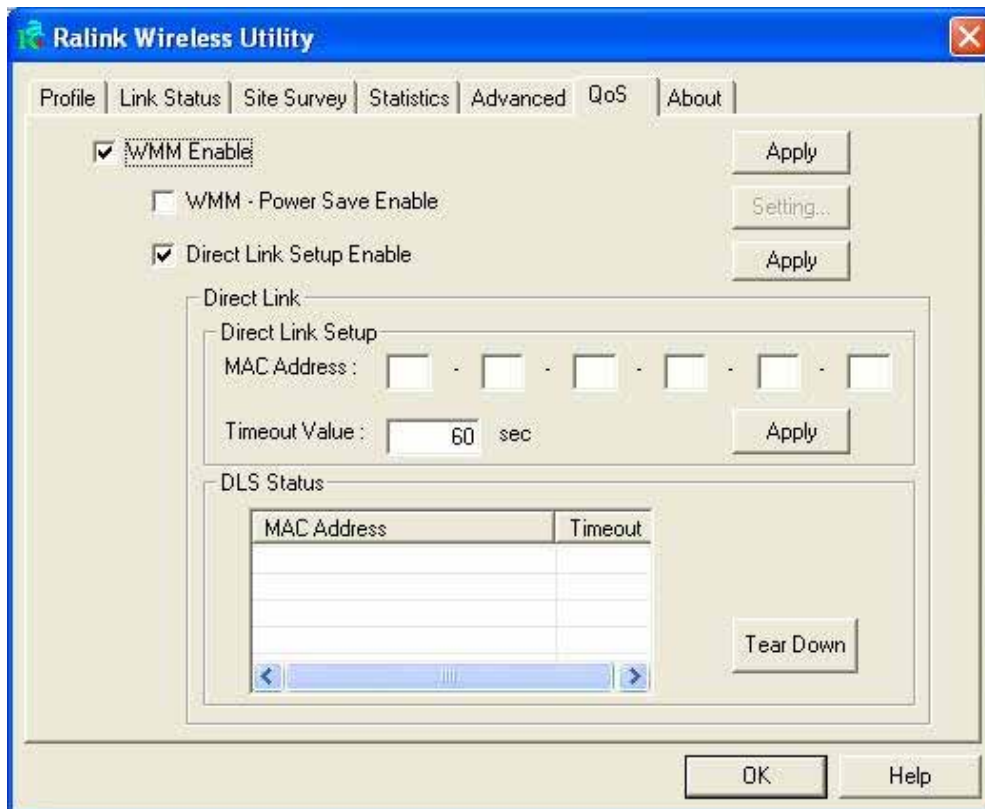 Ralink Wireless Utility
Profile Link Status Site Survey Statistics Advanced QoS About
WMM Enable Apply
WMM - Power Save Enable Setting...
Direct Link Setup Enable Apply
Direct Link
Direct Link Setup
MAC Address : - - - - -
Timeout Value : 60 sec Apply
DLS Status
MAC Address Timeout
Tear Down
OK Help